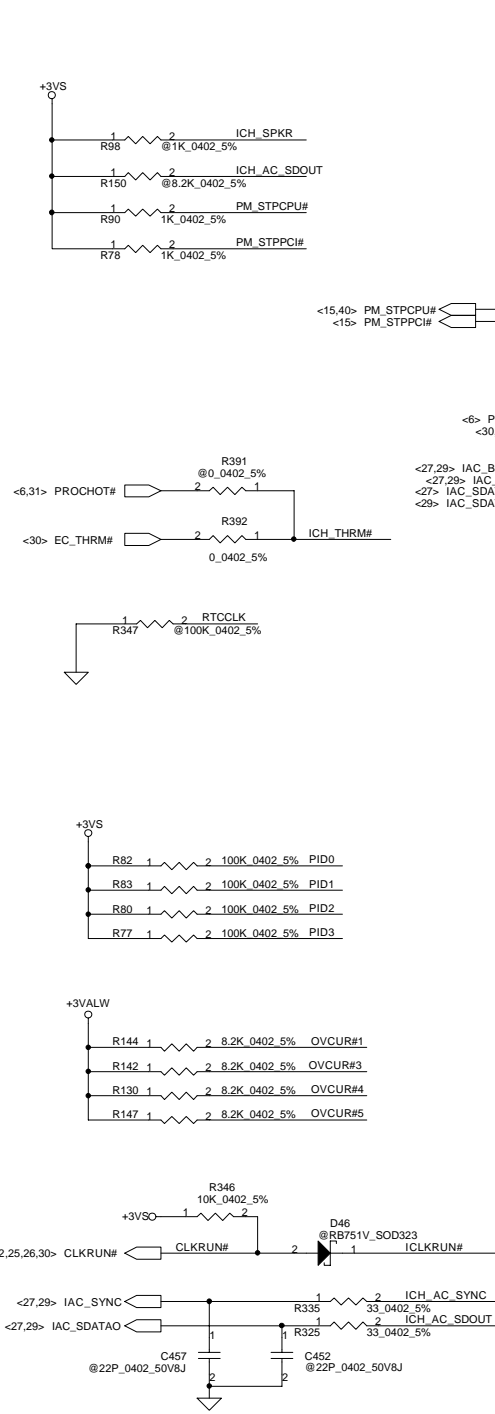 +3VS
1 2 ICH_SPKR
R98 @1K_0402_5%
1 2 ICH_AC_SDOUT
R150 @8.2K_0402_5%
1 2 PM_STPCPU#
R90 1K_0402_5%
1 2 PM_STPPCI#
R78 1K_0402_5%
<15,40> PM_STPCPU#
<15> PM_STPPCI#
<6> P
<30
<27,29> IAC_B
<27,29> IAC_
<27> IAC_SDA
<29> IAC_SDA
R391
@0_0402_5%
<6,31> PROCHOT# 2 1
R392
<30> EC_THRM# 2 1 ICH_THRM#
0_0402_5%
1 2 RTCCLK
R347 @100K_0402_5%
+3VS
R82 1 2 100K_0402_5% PID0
R83 1 2 100K_0402_5% PID1
R80 1 2 100K_0402_5% PID2
R77 1 2 100K_0402_5% PID3
+3VALW
R144 1 2 8.2K_0402_5% OVCUR#1
R142 1 2 8.2K_0402_5% OVCUR#3
R130 1 2 8.2K_0402_5% OVCUR#4
R147 1 2 8.2K_0402_5% OVCUR#5
R346
10K_0402_5%
+3VS 1 2
D46
@RB751V_SOD323
2,25,26,30> CLKRUN# CLKRUN# 2 1 ICLKRUN#
<27,29> IAC_SYNC 1 2 ICH_AC_SYNC
R335 33_0402_5%
<27,29> IAC_SDATAO 1 2 ICH_AC_SDOUT
R325 33_0402_5%
1 1
C457 C452
@22P_0402_50V8J @22P_0402_50V8J
2 2